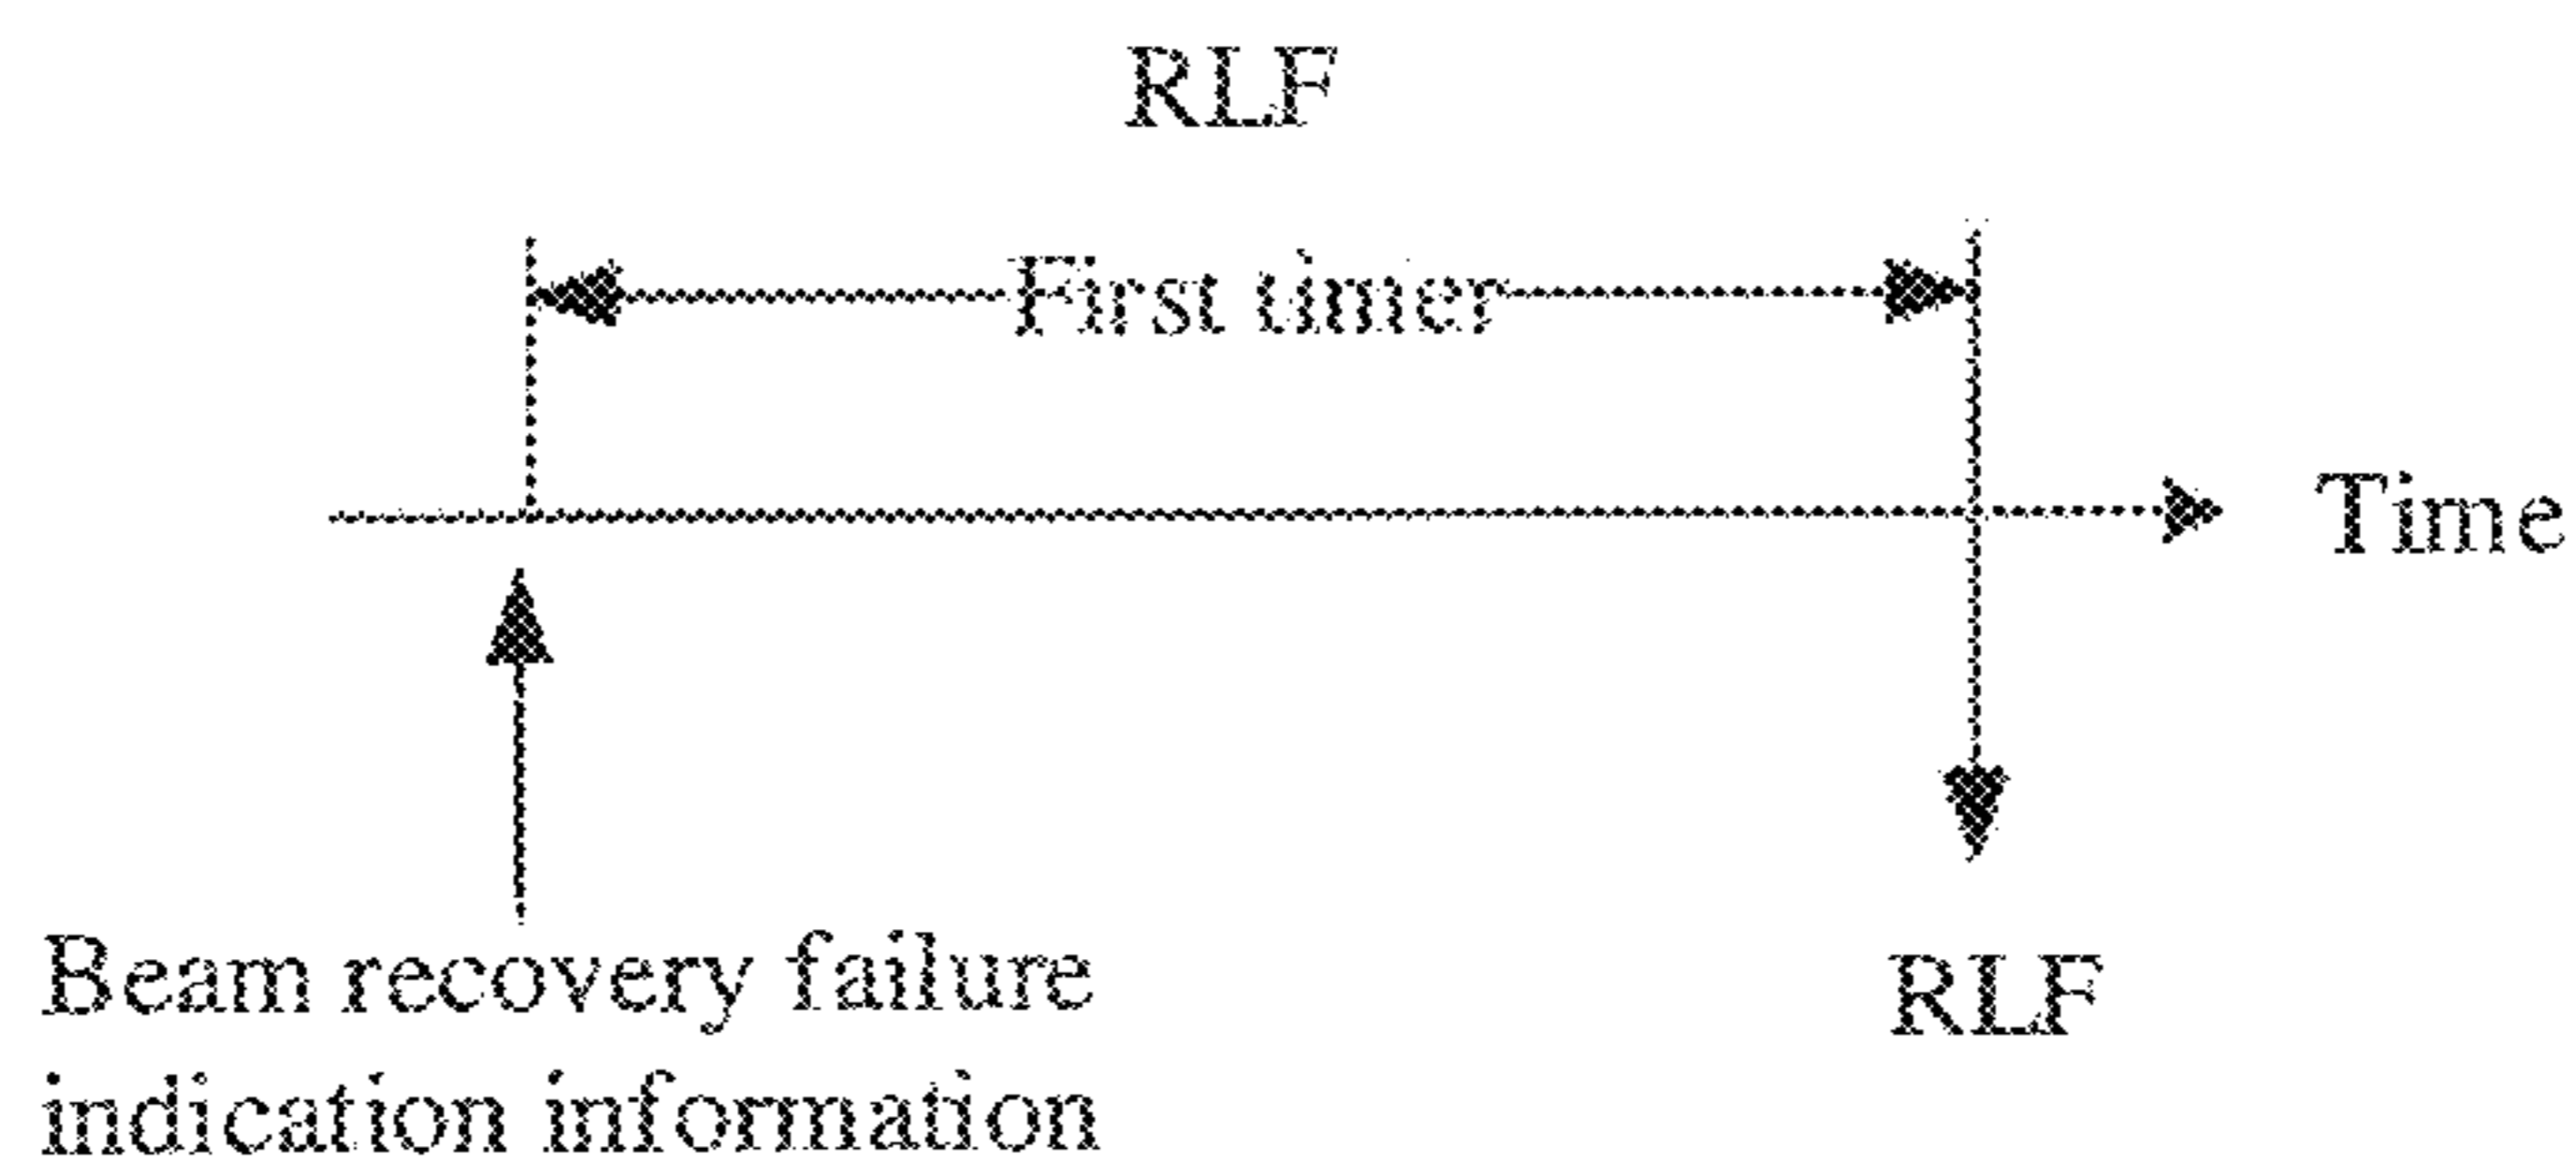 RLF
First timer
Time
Beam recovery failure
indication information
RLF